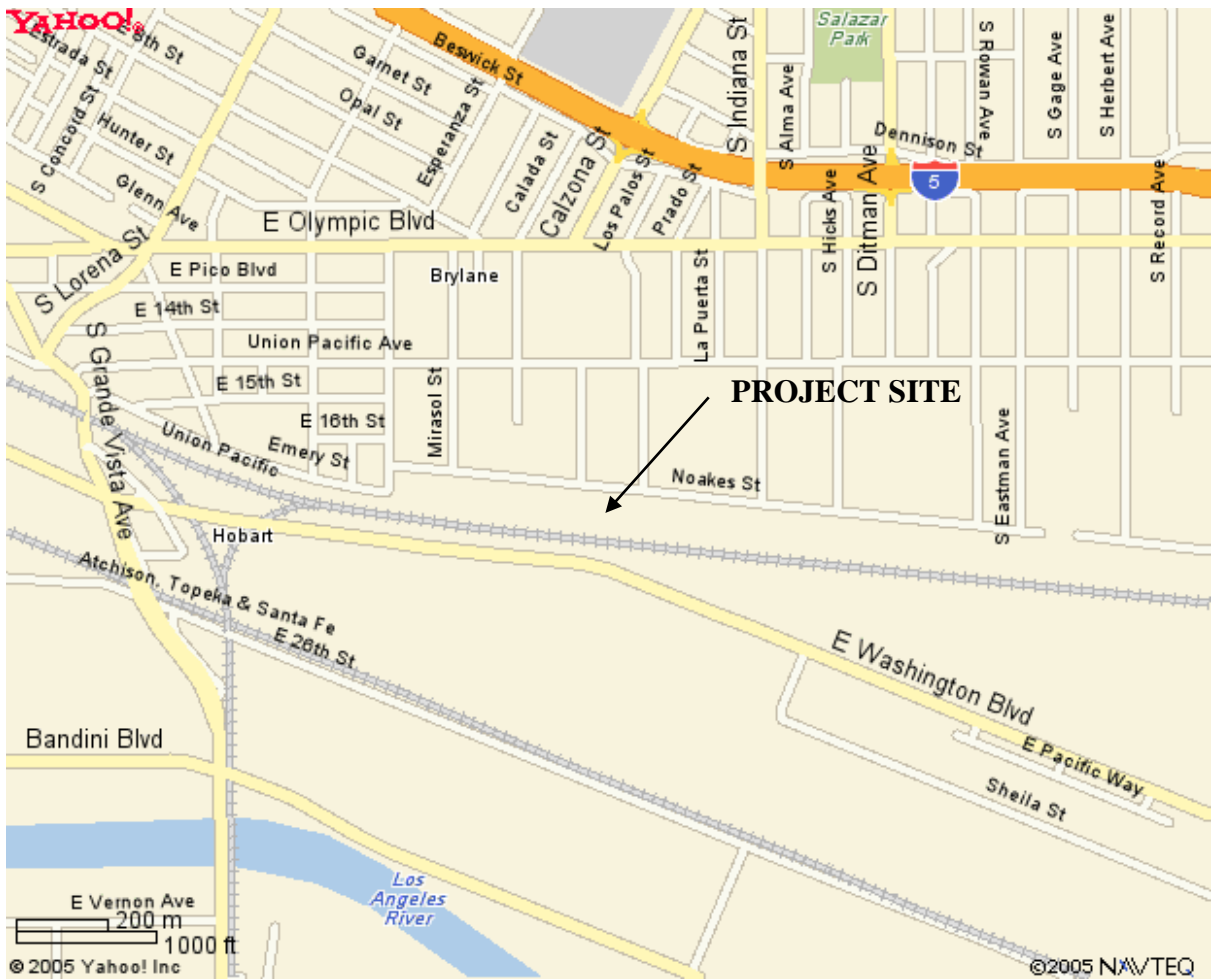 YAHOO!
Estrada St
E 8th St
S Concord St
Hunter St
Glenn Ave
Garnet St
Opal St
Esperanza St
Beswick St
Calada St
Calzona St
Los Palos St
Prado St
S Indiana St
S Alma Ave
Salazar
Park
S Hicks Ave
S Ditman Ave
Dennison St
5
S Rowan Ave
S Gage Ave
S Herbert Ave
S Record Ave
E Olympic Blvd
S Lorena St
E Pico Blvd
Brylane
E 14th St
Union Pacific Ave
La Puerta St
S Grande Vista Ave
E 15th St
E 16th St
Mirasol St
Emery St
Union Pacific
PROJECT SITE
Noakes St
S Eastman Ave
Hobart
Atchison, Topeka & Santa Fe
E 26th St
E Washington Blvd
E Pacific Way
Sheila St
Bandini Blvd
Los
Angeles
River
E Vernon Ave
200 m
1000 ft
© 2005 Yahoo! Inc
©2005 NAVTEQ